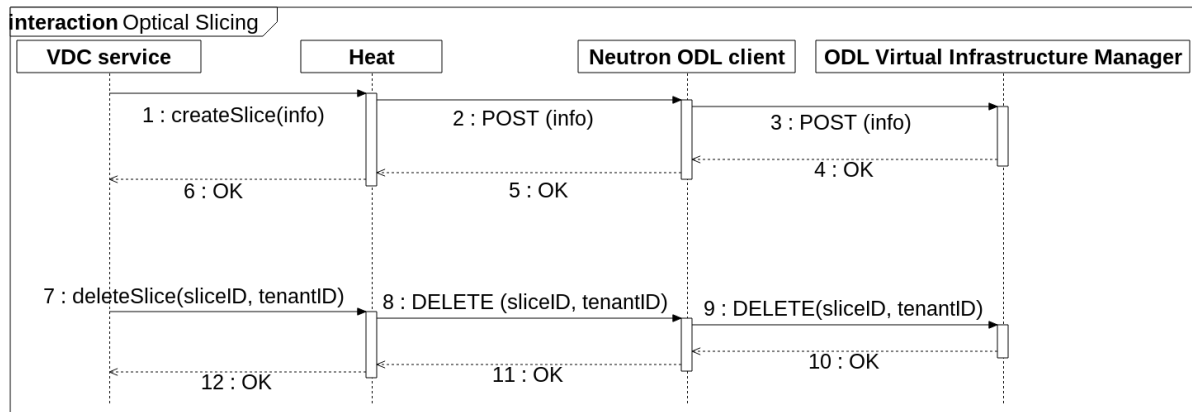 interaction Optical Slicing
VDC service
Heat
Neutron ODL client
ODL Virtual Infrastructure Manager
1 : createSlice(info)
2 : POST (info)
3 : POST (info)
4 : OK
5 : OK
6 : OK
7 : deleteSlice(sliceID, tenantID)
8 : DELETE (sliceID, tenantID)
9 : DELETE(sliceID, tenantID)
10 : OK
11 : OK
12 : OK